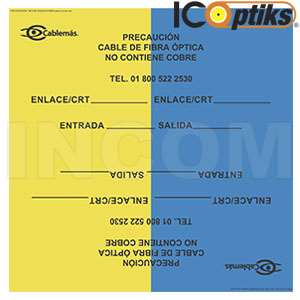 ICOptiks
Cablemás
PRECAUCIÓN
CABLE DE FIBRA ÓPTICA
NO CONTIENE COBRE
TEL. 01 800 522 2530
ENLACE/CRT ENLACE/CRT
ENTRADA SALIDA
INCOM
ENTRADA SALIDA
ENLACE/CRT ENLACE/CRT
TEL. 01 800 522 2530
NO CONTIENE COBRE
CABLE DE FIBRA ÓPTICA
PRECAUCIÓN
Cablemás